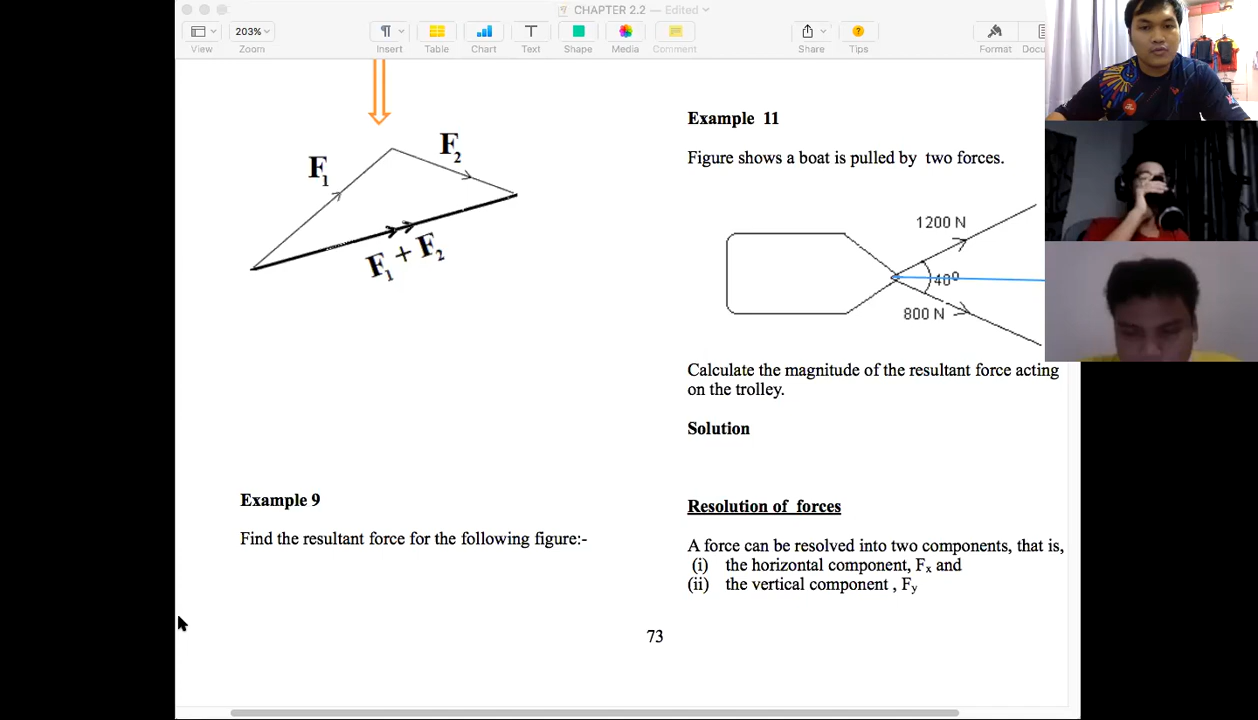 CHAPTER 2.2 — Edited
203%
View
Zoom
Insert
Table
Chart
Text
Shape
Media
Comment
Share
Tips
Format
Docu
F1
F2
F1 + F2
Example 9
Find the resultant force for the following figure:-
Example 11
Figure shows a boat is pulled by two forces.
1200 N
40°
800 N
Calculate the magnitude of the resultant force acting
on the trolley.
Solution
Resolution of forces
A force can be resolved into two components, that is,
(i) the horizontal component, Fx and
(ii) the vertical component , Fy
73